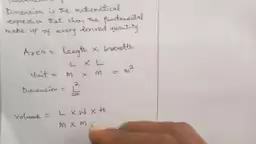 Dimension is the mathematical
expression that shows the fundamental
make up of every derived quantity
Area = Length × breadth
L × L
Unit = m × m = m²
Dimension = L²
Volume = L × W × H
m × m